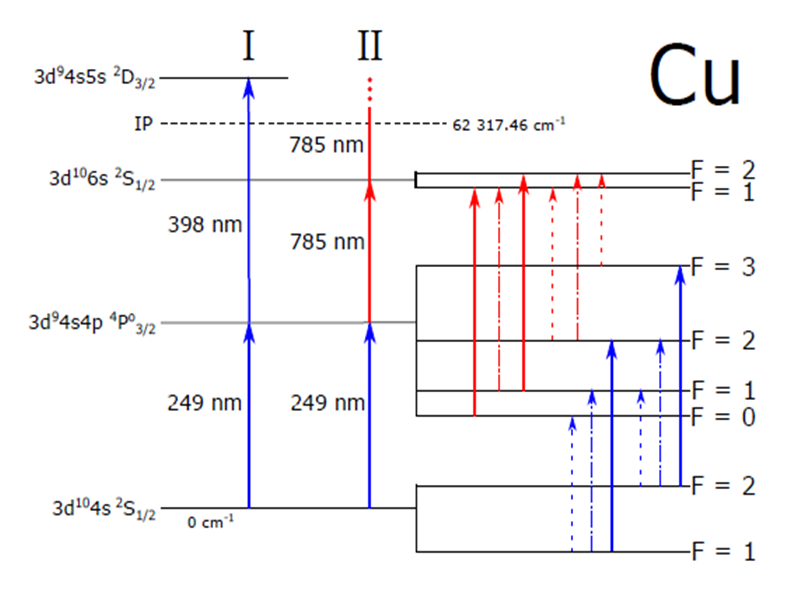 I II Cu
3d⁹4s5s ²D₃/₂
IP 62 317.46 cm⁻¹
785 nm
3d¹⁰6s ²S₁/₂ F = 2
F = 1
398 nm 785 nm
F = 3
3d⁹4s4p ⁴Pº₃/₂
F = 2
249 nm 249 nm F = 1
F = 0
F = 2
3d¹⁰4s ²S₁/₂
0 cm⁻¹
F = 1